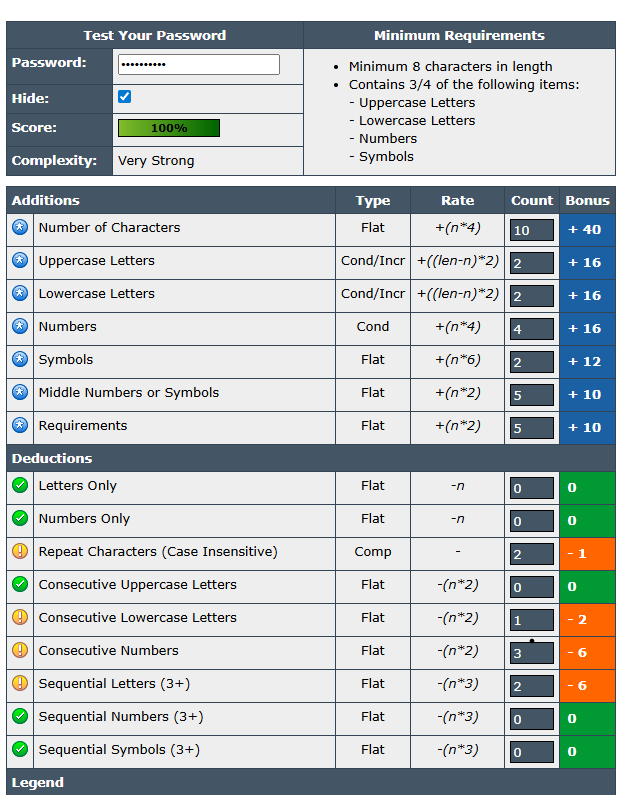 Test Your Password Minimum Requirements
Password: ••••••••••
Hide:
Score: 100%
Complexity: Very Strong
• Minimum 8 characters in length
• Contains 3/4 of the following items:
- Uppercase Letters
- Lowercase Letters
- Numbers
- Symbols
Additions Type Rate Count Bonus
Number of Characters Flat +(n*4) 10 + 40
Uppercase Letters Cond/Incr +((len-n)*2) 2 + 16
Lowercase Letters Cond/Incr +((len-n)*2) 2 + 16
Numbers Cond +(n*4) 4 + 16
Symbols Flat +(n*6) 2 + 12
Middle Numbers or Symbols Flat +(n*2) 5 + 10
Requirements Flat +(n*2) 5 + 10
Deductions
Letters Only Flat -n 0 0
Numbers Only Flat -n 0 0
Repeat Characters (Case Insensitive) Comp - 2 - 1
Consecutive Uppercase Letters Flat -(n*2) 0 0
Consecutive Lowercase Letters Flat -(n*2) 1 - 2
Consecutive Numbers Flat -(n*2) 3 - 6
Sequential Letters (3+) Flat -(n*3) 2 - 6
Sequential Numbers (3+) Flat -(n*3) 0 0
Sequential Symbols (3+) Flat -(n*3) 0 0
Legend